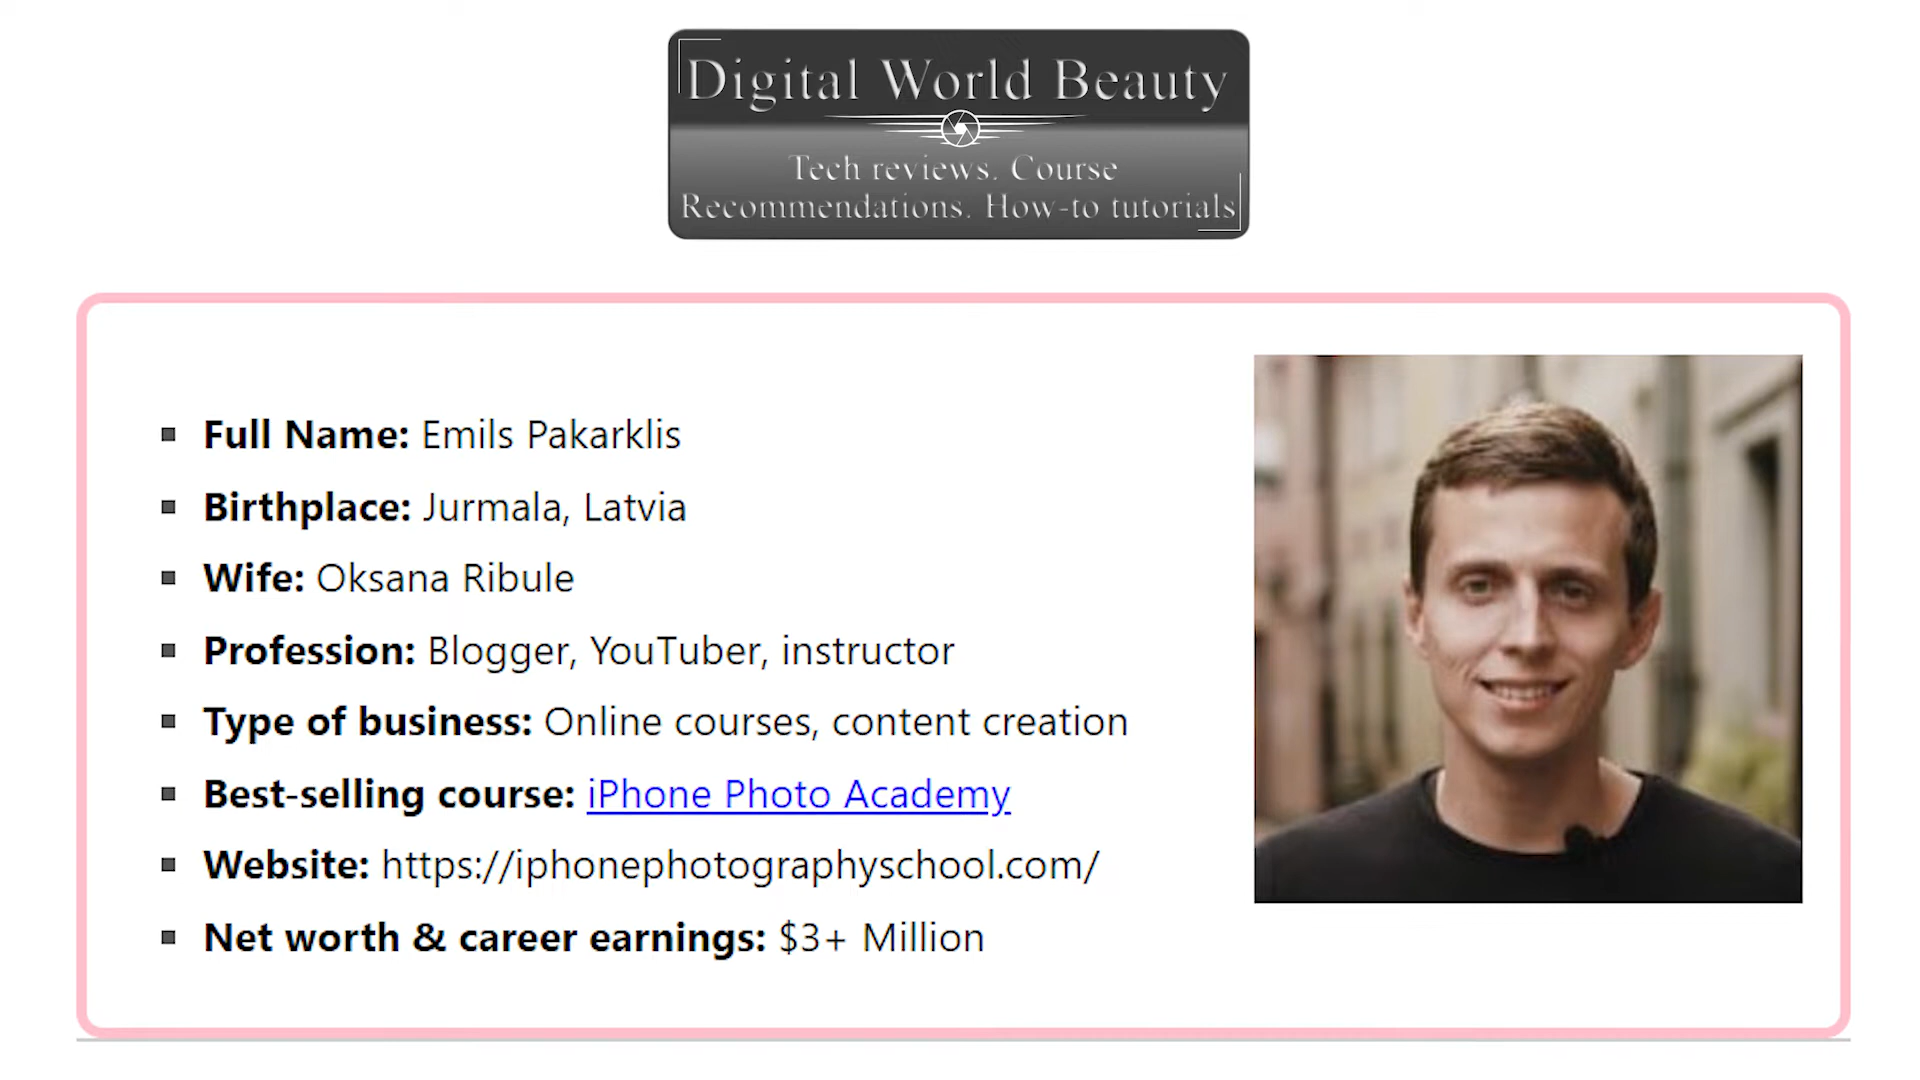 Digital World Beauty
Tech reviews. Course
Recommendations. How-to tutorials
Full Name: Emils Pakarklis
Birthplace: Jurmala, Latvia
Wife: Oksana Ribule
Profession: Blogger, YouTuber, instructor
Type of business: Online courses, content creation
Best-selling course: iPhone Photo Academy
Website: https://iphonephotographyschool.com/
Net worth & career earnings: $3+ Million